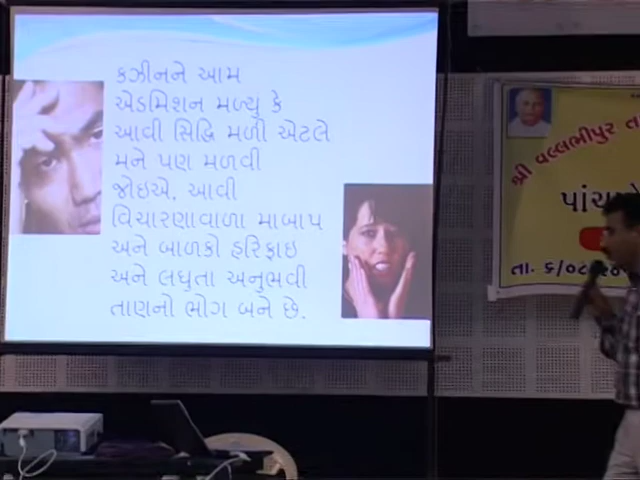 કઝીનને આમ
એડમિશન મળ્યુ કે
આવી સિદ્ધિ મળી એટલે
મને પણ મળવી
જોઇએ, આવી
વિચારણાવાળા માબાપ
અને બાળકો હરિફાઇ
અને લઘુતા અનુભવી
તાણનો ભોગ બને છે.
શ્રી વલ્લભીપુર